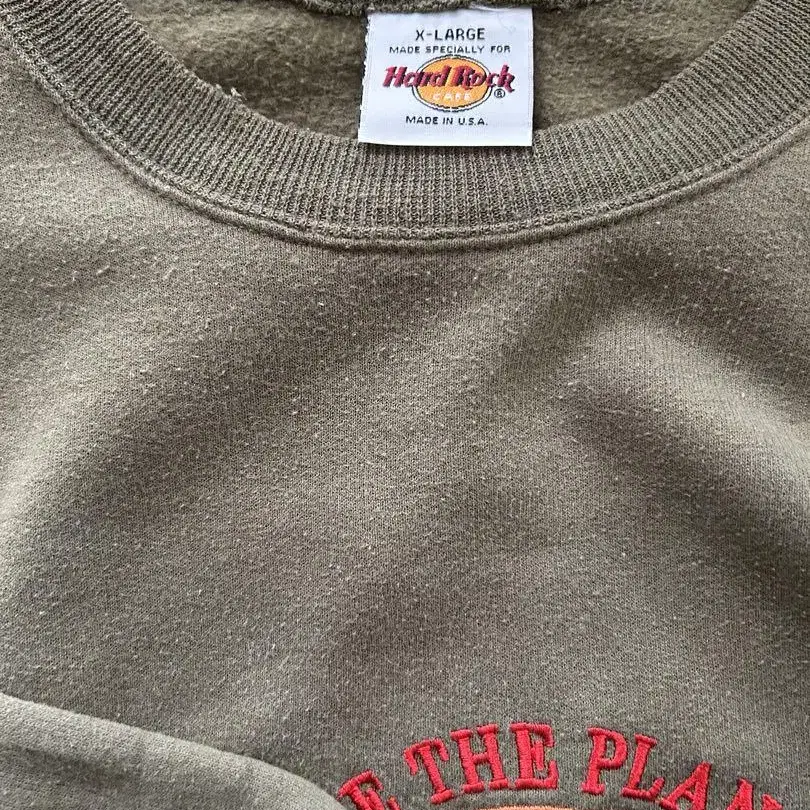 X-LARGE
MADE SPECIALLY FOR
Hard Rock
CAFE
®
MADE IN U.S.A.
E THE PLAN